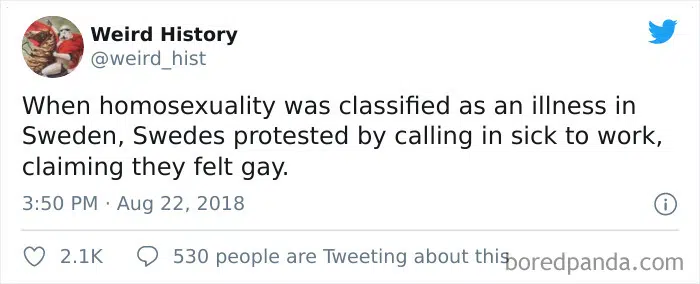 Weird History
@weird_hist
When homosexuality was classified as an illness in
Sweden, Swedes protested by calling in sick to work,
claiming they felt gay.
3:50 PM · Aug 22, 2018
2.1K 530 people are Tweeting about this
boredpanda.com